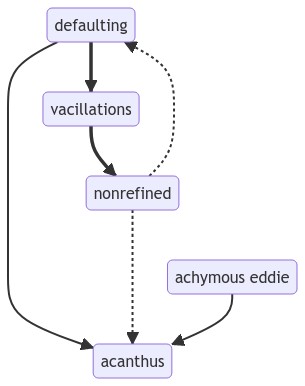 defaulting
vacillations
nonrefined
achymous eddie
acanthus